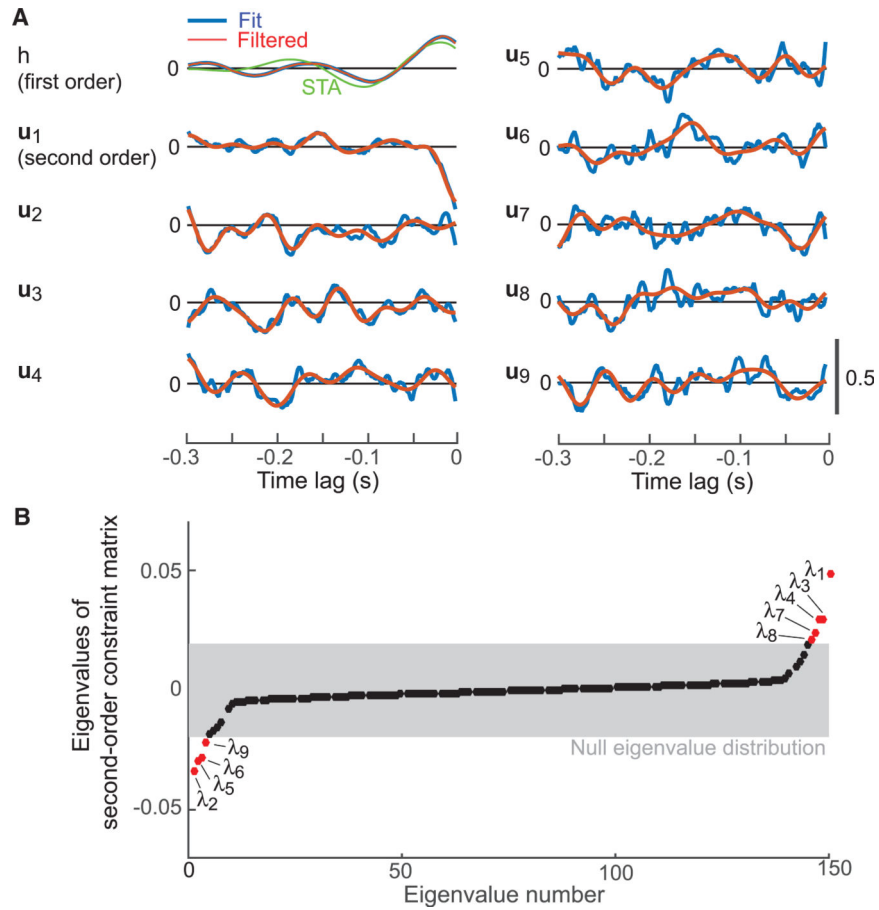 A
Fit
Filtered
h
(first order)
0
STA
u1
(second order)
0
u2
0
u3
0
u4
0
-0.3
-0.2
-0.1
0
Time lag (s)
u5
0
u6
0
u7
0
u8
0
u9
0
0.5
-0.3
-0.2
-0.1
0
Time lag (s)
B
Eigenvalues of
second-order constraint matrix
0.05
0
-0.05
λ1
λ3
λ4
λ7
λ8
λ9
λ6
λ5
λ2
Null eigenvalue distribution
0
50
100
150
Eigenvalue number